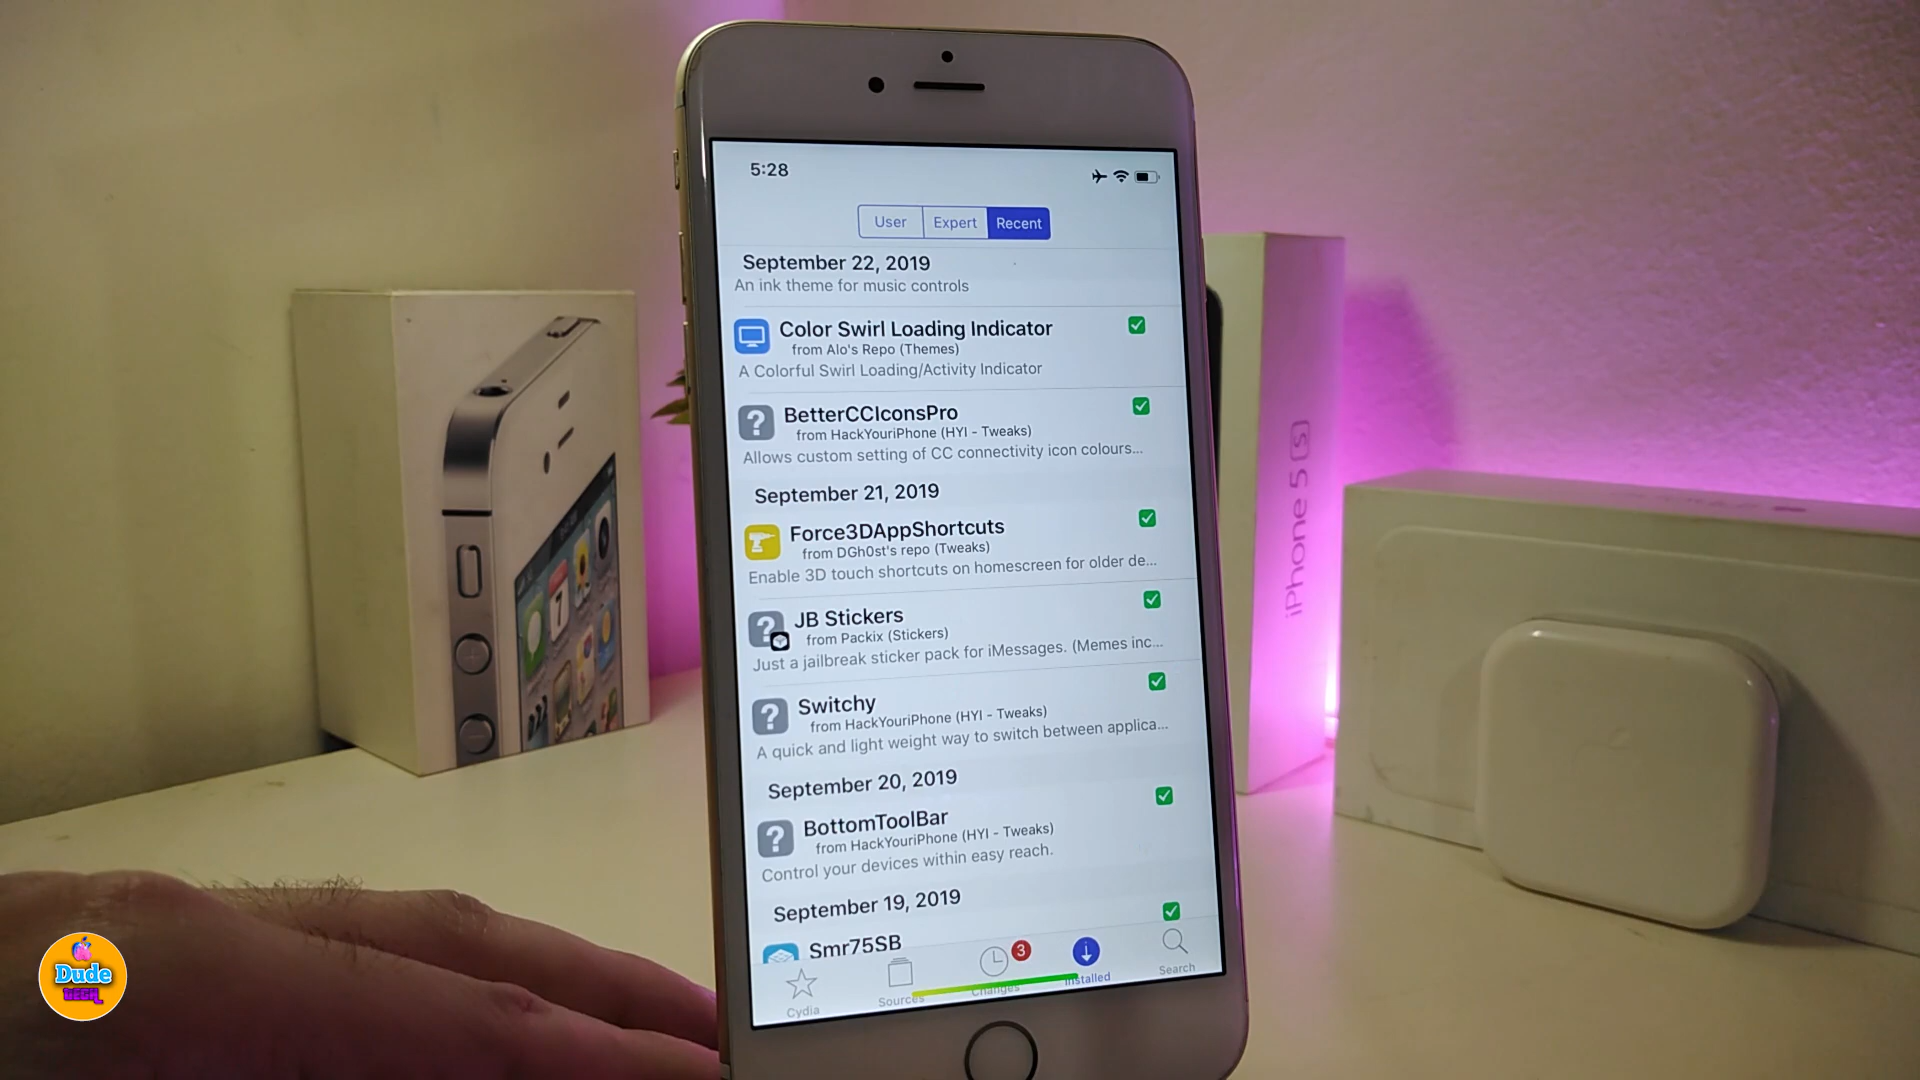 5:28
User Expert Recent
September 22, 2019
An ink theme for music controls
Color Swirl Loading Indicator
from Alo's Repo (Themes)
A Colorful Swirl Loading/Activity Indicator
BetterCCIconsPro
from HackYouriPhone (HYI - Tweaks)
Allows custom setting of CC connectivity icon colours...
September 21, 2019
Force3DAppShortcuts
from DGh0st's repo (Tweaks)
Enable 3D touch shortcuts on homescreen for older de...
JB Stickers
from Packix (Stickers)
Just a jailbreak sticker pack for iMessages. (Memes inc...
Switchy
from HackYouriPhone (HYI - Tweaks)
A quick and light weight way to switch between applica...
September 20, 2019
BottomToolBar
from HackYouriPhone (HYI - Tweaks)
Control your devices within easy reach.
September 19, 2019
Smr75SB
3
Cydia Sources Changes Installed Search
iPhone 5s
7
Dude
TECH